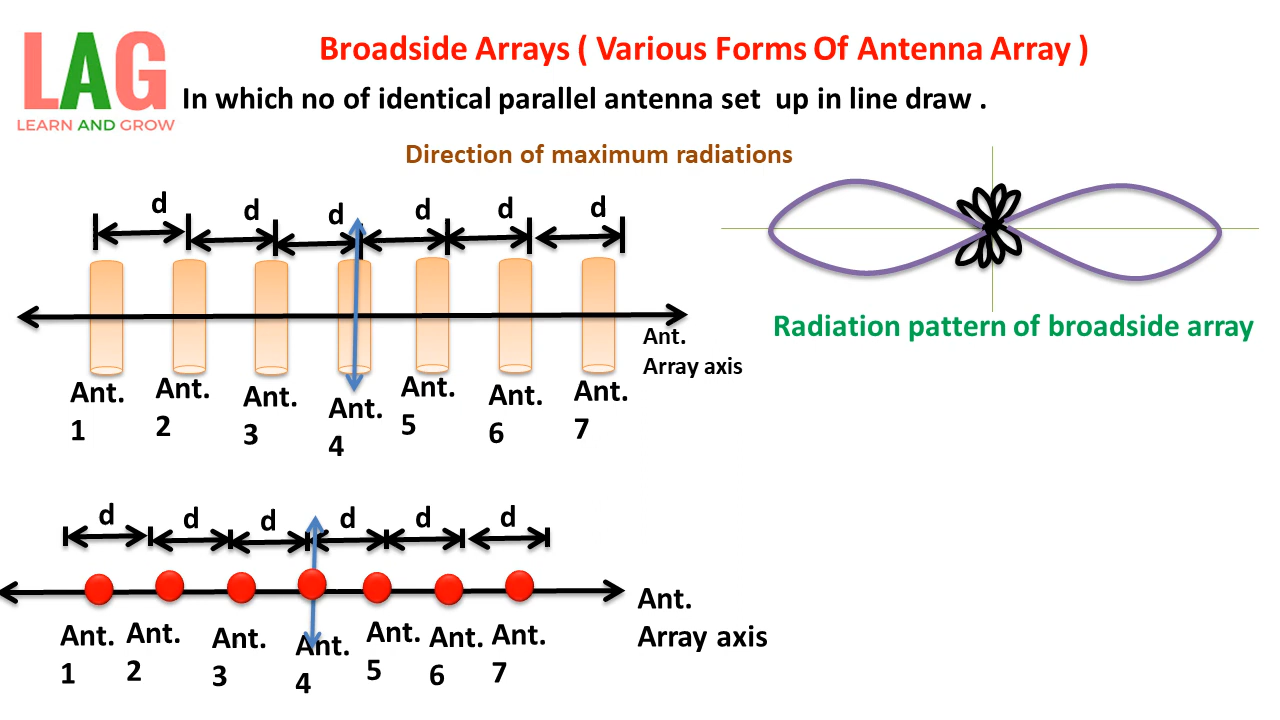 LAG
LEARN AND GROW
Broadside Arrays ( Various Forms Of Antenna Array )
In which no of identical parallel antenna set up in line draw .
Direction of maximum radiations
d d d d d d
Ant.
Array axis
Radiation pattern of broadside array
Ant. Ant. Ant. Ant. Ant. Ant. Ant.
1 2 3 4 5 6 7
d d d d d d
Ant.
Array axis
Ant. Ant. Ant. Ant. Ant. Ant. Ant.
1 2 3 4 5 6 7